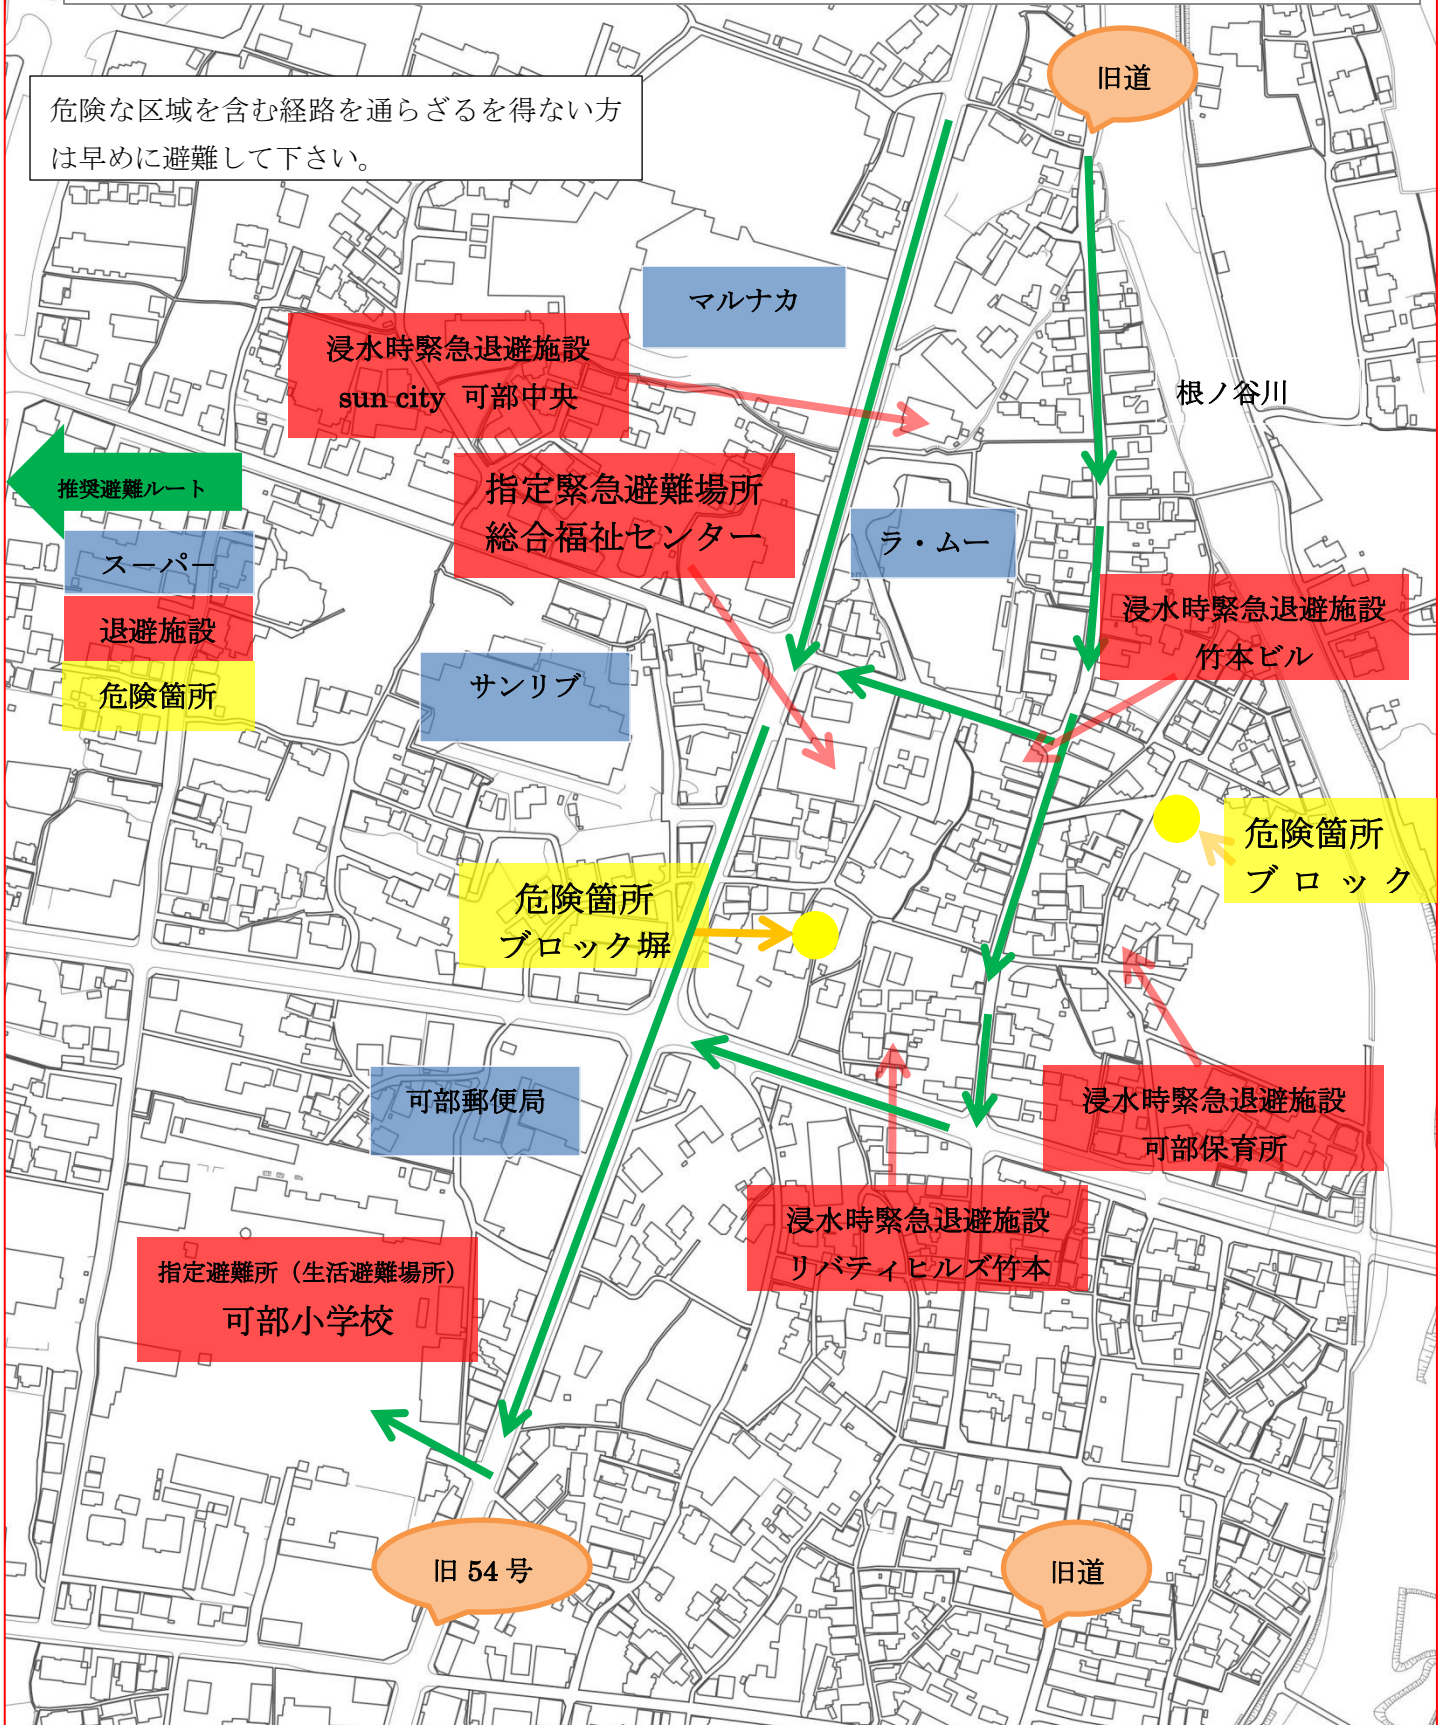 旧道
危険な区域を含む経路を通らざるを得ない方
は早めに避難して下さい。
マルナカ
浸水時緊急退避施設
sun city 可部中央
根ノ谷川
推奨避難ルート
指定緊急避難場所
総合福祉センター
ラ・ムー
スーパー
退避施設
危険箇所
浸水時緊急退避施設
竹本ビル
サンリブ
危険箇所
ブロック
危険箇所
ブロック塀
可部郵便局
浸水時緊急退避施設
可部保育所
浸水時緊急退避施設
リバティヒルズ竹本
指定避難所（生活避難場所）
可部小学校
旧 54 号
旧道